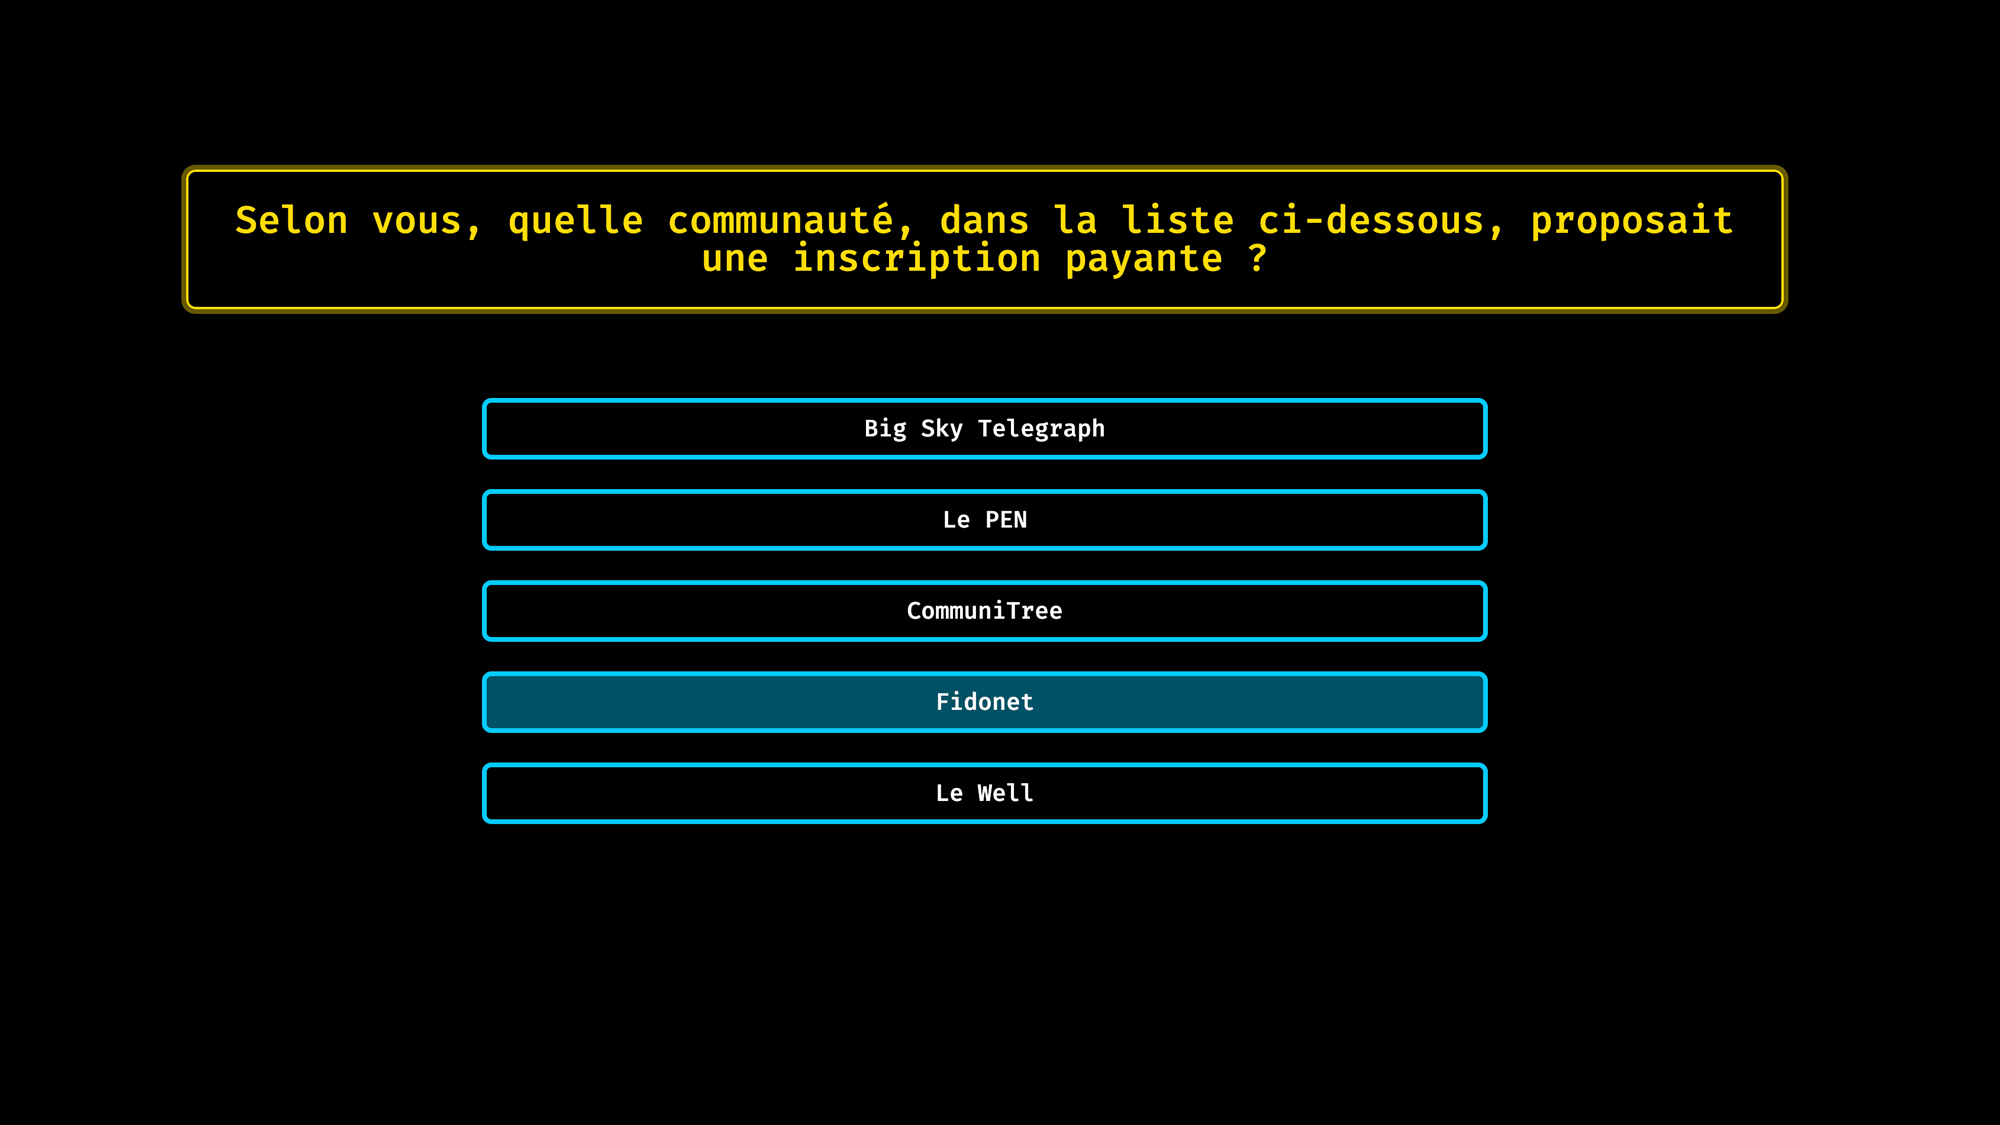 Selon vous, quelle communauté, dans la liste ci-dessous, proposait
une inscription payante ?
Big Sky Telegraph
Le PEN
CommuniTree
Fidonet
Le Well